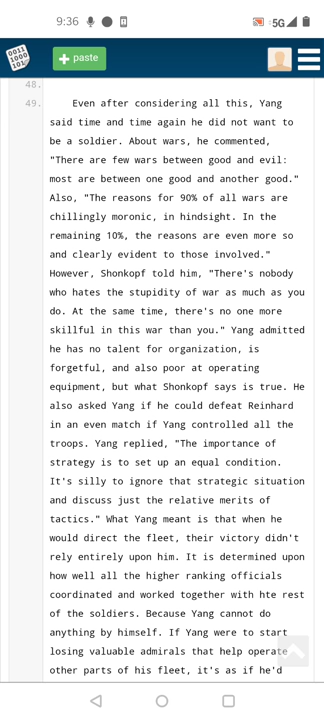 9:36
5G
0011
1000
101
+ paste
48.
49. Even after considering all this, Yang
said time and time again he did not want to
be a soldier. About wars, he commented,
"There are few wars between good and evil:
most are between one good and another good."
Also, "The reasons for 90% of all wars are
chillingly moronic, in hindsight. In the
remaining 10%, the reasons are even more so
and clearly evident to those involved."
However, Shonkopf told him, "There's nobody
who hates the stupidity of war as much as you
do. At the same time, there's no one more
skillful in this war than you." Yang admitted
he has no talent for organization, is
forgetful, and also poor at operating
equipment, but what Shonkopf says is true. He
also asked Yang if he could defeat Reinhard
in an even match if Yang controlled all the
troops. Yang replied, "The importance of
strategy is to set up an equal condition.
It's silly to ignore that strategic situation
and discuss just the relative merits of
tactics." What Yang meant is that when he
would direct the fleet, their victory didn't
rely entirely upon him. It is determined upon
how well all the higher ranking officials
coordinated and worked together with hte rest
of the soldiers. Because Yang cannot do
anything by himself. If Yang were to start
losing valuable admirals that help operate
other parts of his fleet, it's as if he'd